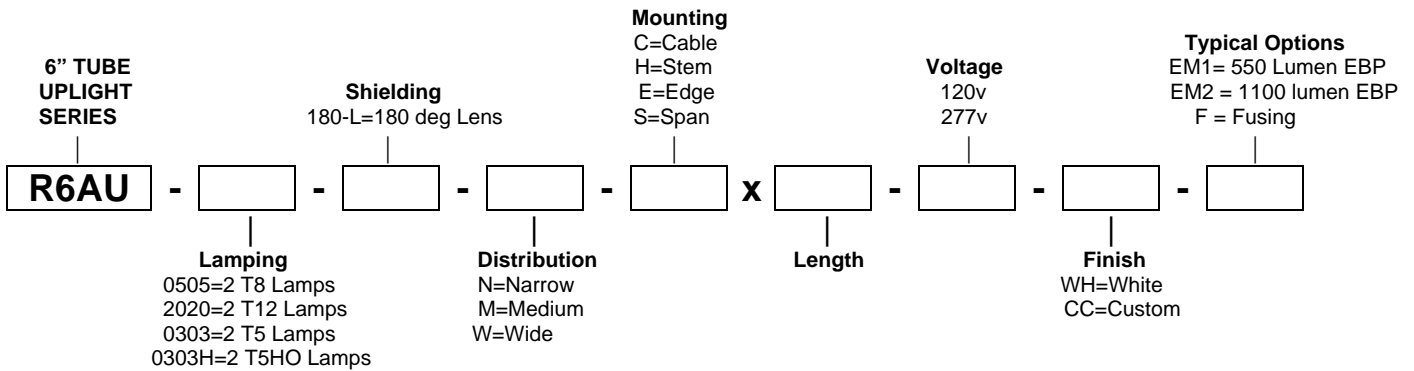 Mounting
C=Cable
H=Stem
E=Edge
S=Span
6” TUBE
UPLIGHT
SERIES
Shielding
180-L=180 deg Lens
Voltage
120v
277v
Typical Options
EM1= 550 Lumen EBP
EM2 = 1100 lumen EBP
F = Fusing
R6AU - - - - x - - -
Lamping
0505=2 T8 Lamps
2020=2 T12 Lamps
0303=2 T5 Lamps
0303H=2 T5HO Lamps
Distribution
N=Narrow
M=Medium
W=Wide
Length
Finish
WH=White
CC=Custom